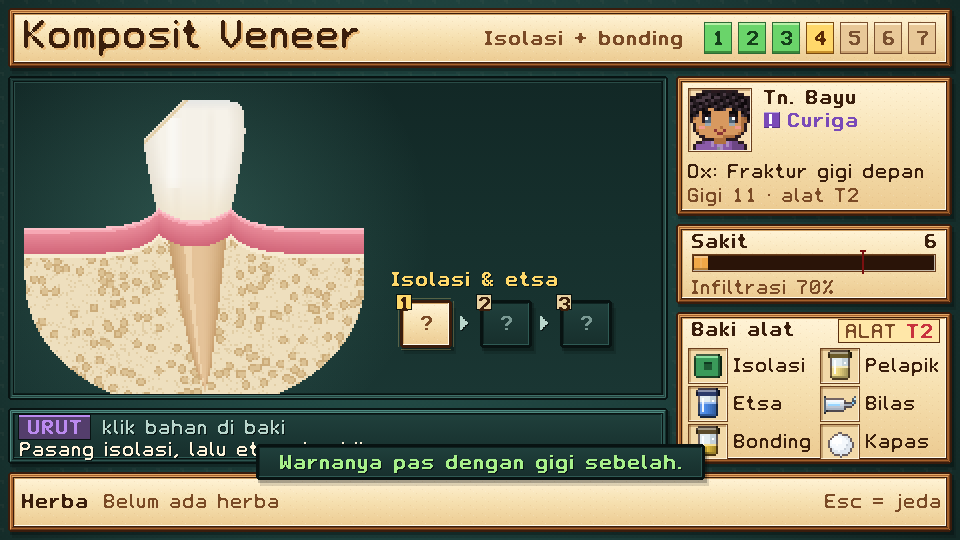 Komposit Veneer
Isolasi + bonding
1 2 3 4 5 6 7
Tn. Bayu
! Curiga
Dx: Fraktur gigi depan
Gigi 11 · alat T2
Sakit 6
Infiltrasi 70%
Isolasi & etsa
1 2 3
? ? ?
Baki alat
ALAT T2
Isolasi Pelapik
Etsa Bilas
Bonding Kapas
URUT klik bahan di baki
Pasang isolasi, lalu
Warnanya pas dengan gigi sebelah.
Herba Belum ada herba
Esc = jeda